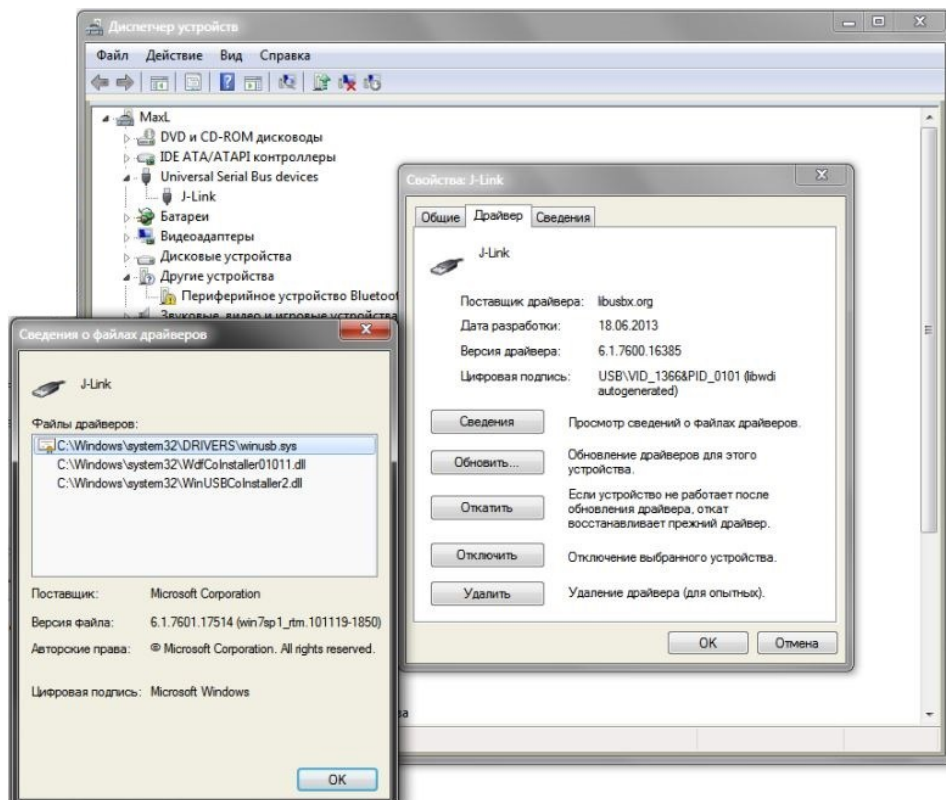 Диспетчер устройств
Файл Действие Вид Справка
MaxL
DVD и CD-ROM дисководы
IDE ATA/ATAPI контроллеры
Universal Serial Bus devices
J-Link
Батареи
Видеоадаптеры
Дисковые устройства
Другие устройства
Периферийное устройство Bluetoot
Звуковые, видео и игровые устройства
Свойства: J-Link
Общие Драйвер Сведения
J-Link
Поставщик драйвера: libusbx.org
Дата разработки: 18.06.2013
Версия драйвера: 6.1.7600.16385
Цифровая подпись: USB\VID_1366&PID_0101 (libwdi
autogenerated)
Сведения Просмотр сведений о файлах драйверов.
Обновить... Обновление драйверов для этого
устройства.
Откатить Если устройство не работает после
обновления драйвера, откат
восстанавливает прежний драйвер.
Отключить Отключение выбранного устройства.
Удалить Удаление драйвера (для опытных).
OK Отмена
Сведения о файлах драйверов
J-Link
Файлы драйверов:
C:\Windows\system32\DRIVERS\winusb.sys
C:\Windows\system32\WdfCoInstaller01011.dll
C:\Windows\system32\WinUSBCoInstaller2.dll
Поставщик: Microsoft Corporation
Версия файла: 6.1.7601.17514 (win7sp1_rtm.101119-1850)
Авторские права: © Microsoft Corporation. All rights reserved.
Цифровая подпись: Microsoft Windows
OK